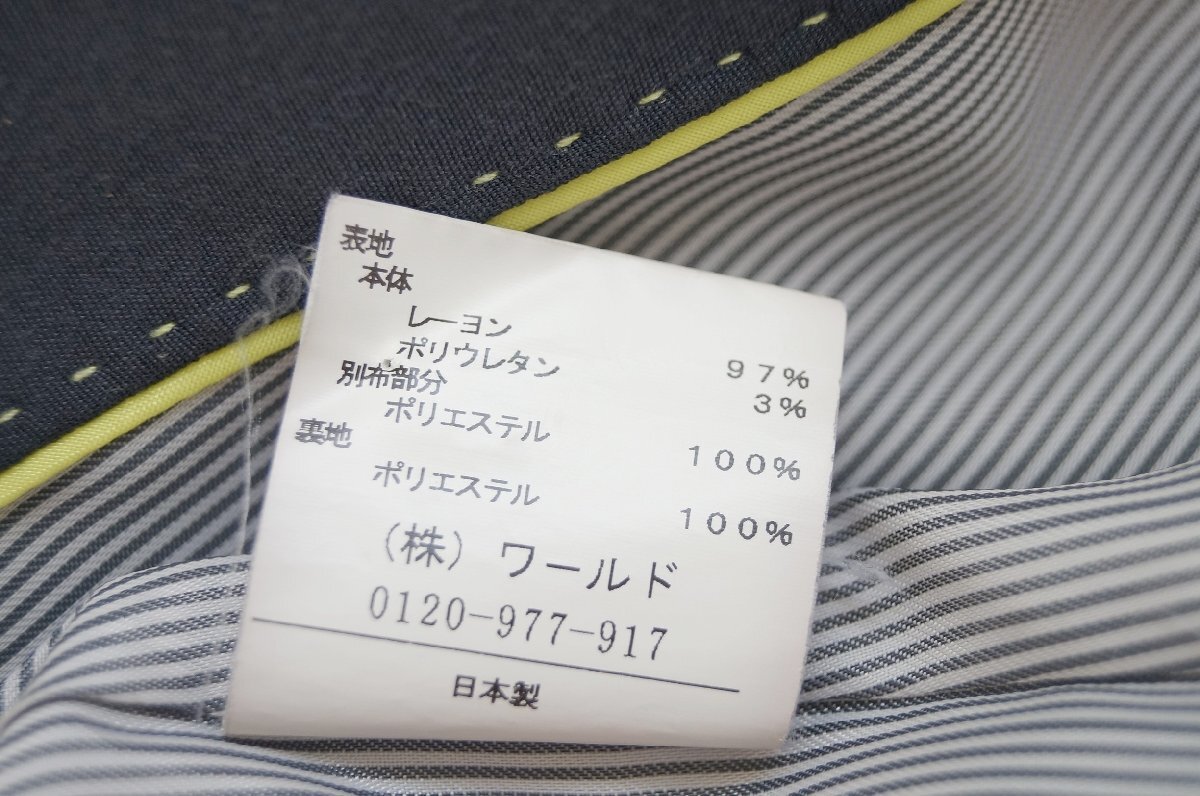 表地
本体
レーヨン 97%
ポリウレタン 3%
別布部分
ポリエステル 100%
裏地
ポリエステル 100%
(株) ワールド
0120-977-917
日本製